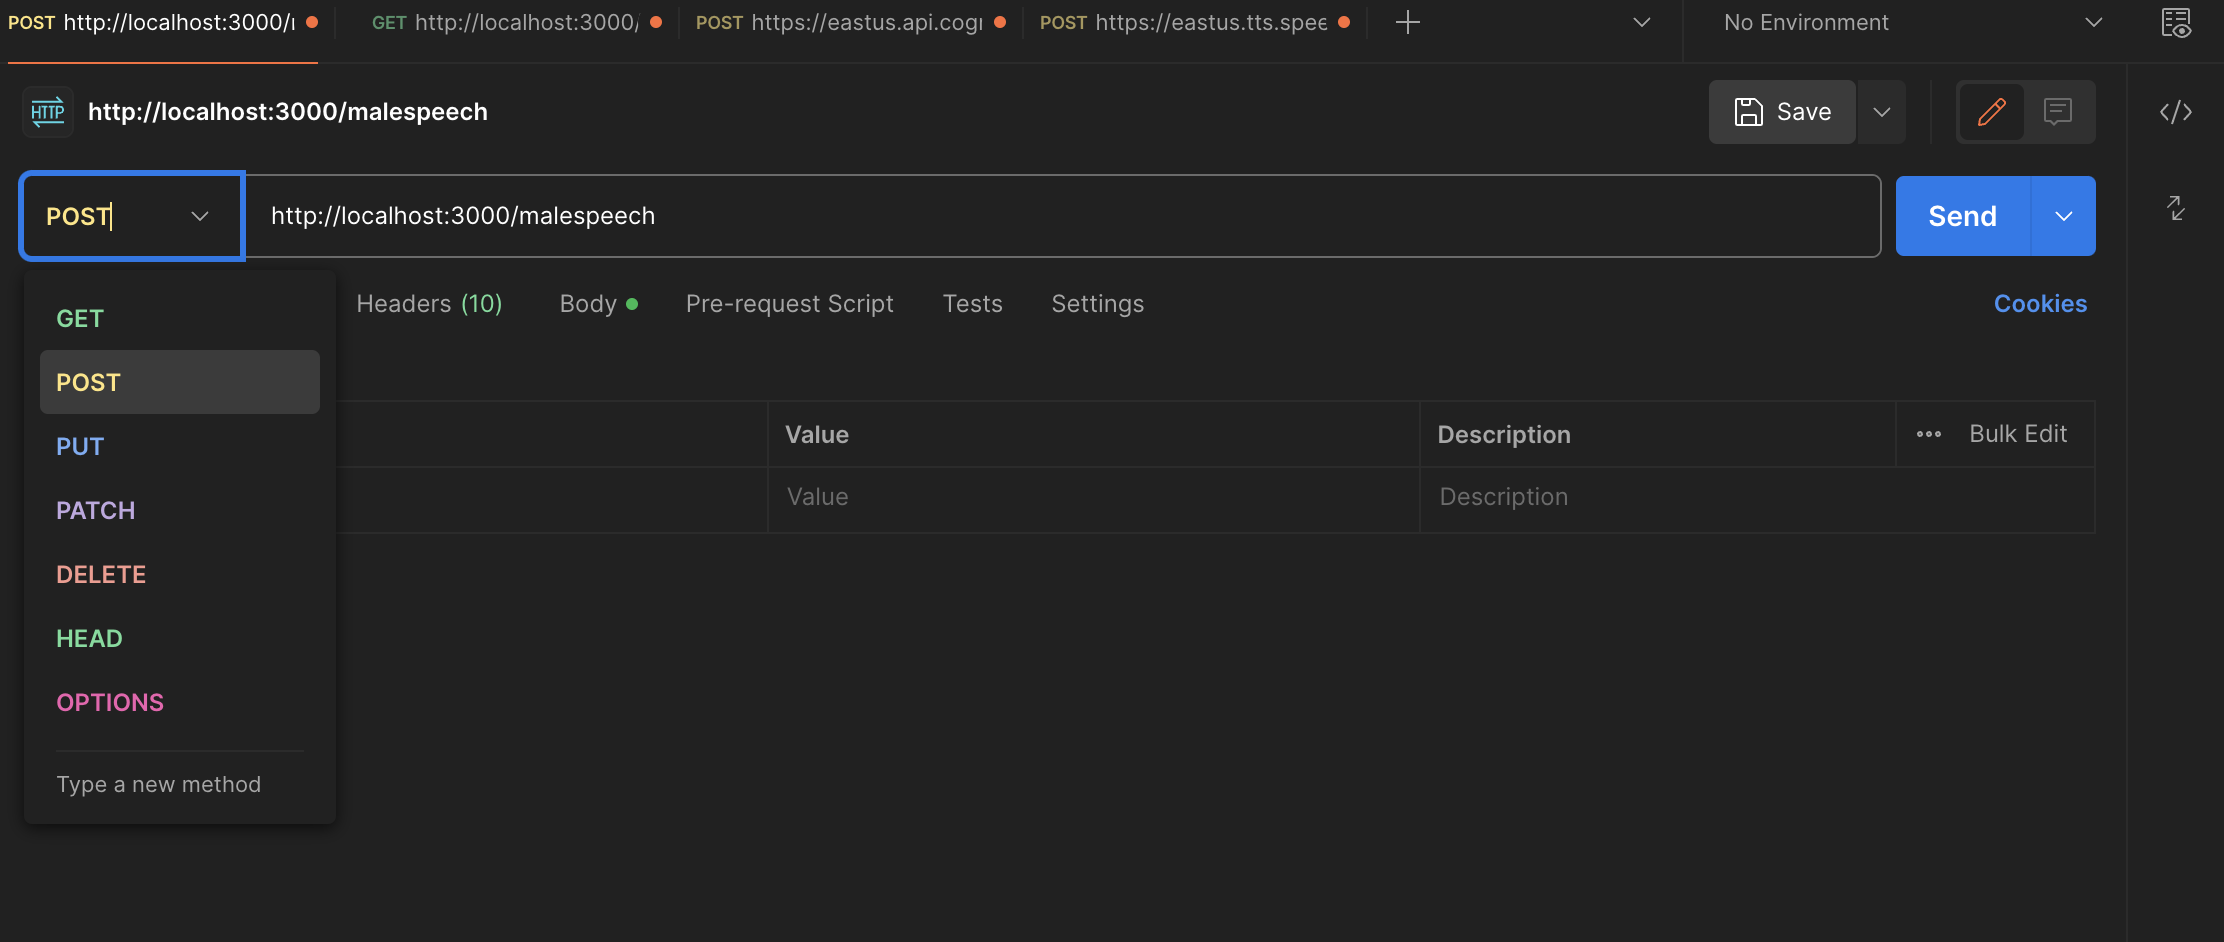 POST http://localhost:3000/ GET http://localhost:3000/ POST https://eastus.api.cog POST https://eastus.tts.spee No Environment
HTTP http://localhost:3000/malespeech Save
POST http://localhost:3000/malespeech Send
Headers (10) Body Pre-request Script Tests Settings Cookies
GET
POST
PUT
PATCH
DELETE
HEAD
OPTIONS
Type a new method
Value Description Bulk Edit
Value Description